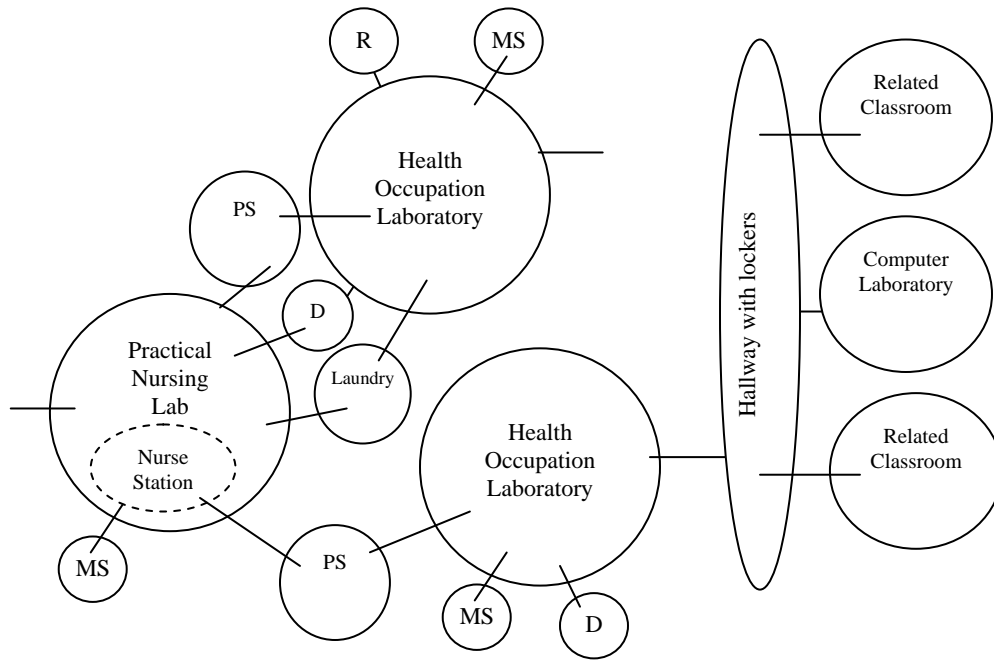 R
MS
Health
Occupation
Laboratory
PS
D
Laundry
Practical
Nursing
Lab
Nurse
Station
MS
PS
Health
Occupation
Laboratory
MS
D
Hallway with lockers
Related
Classroom
Computer
Laboratory
Related
Classroom